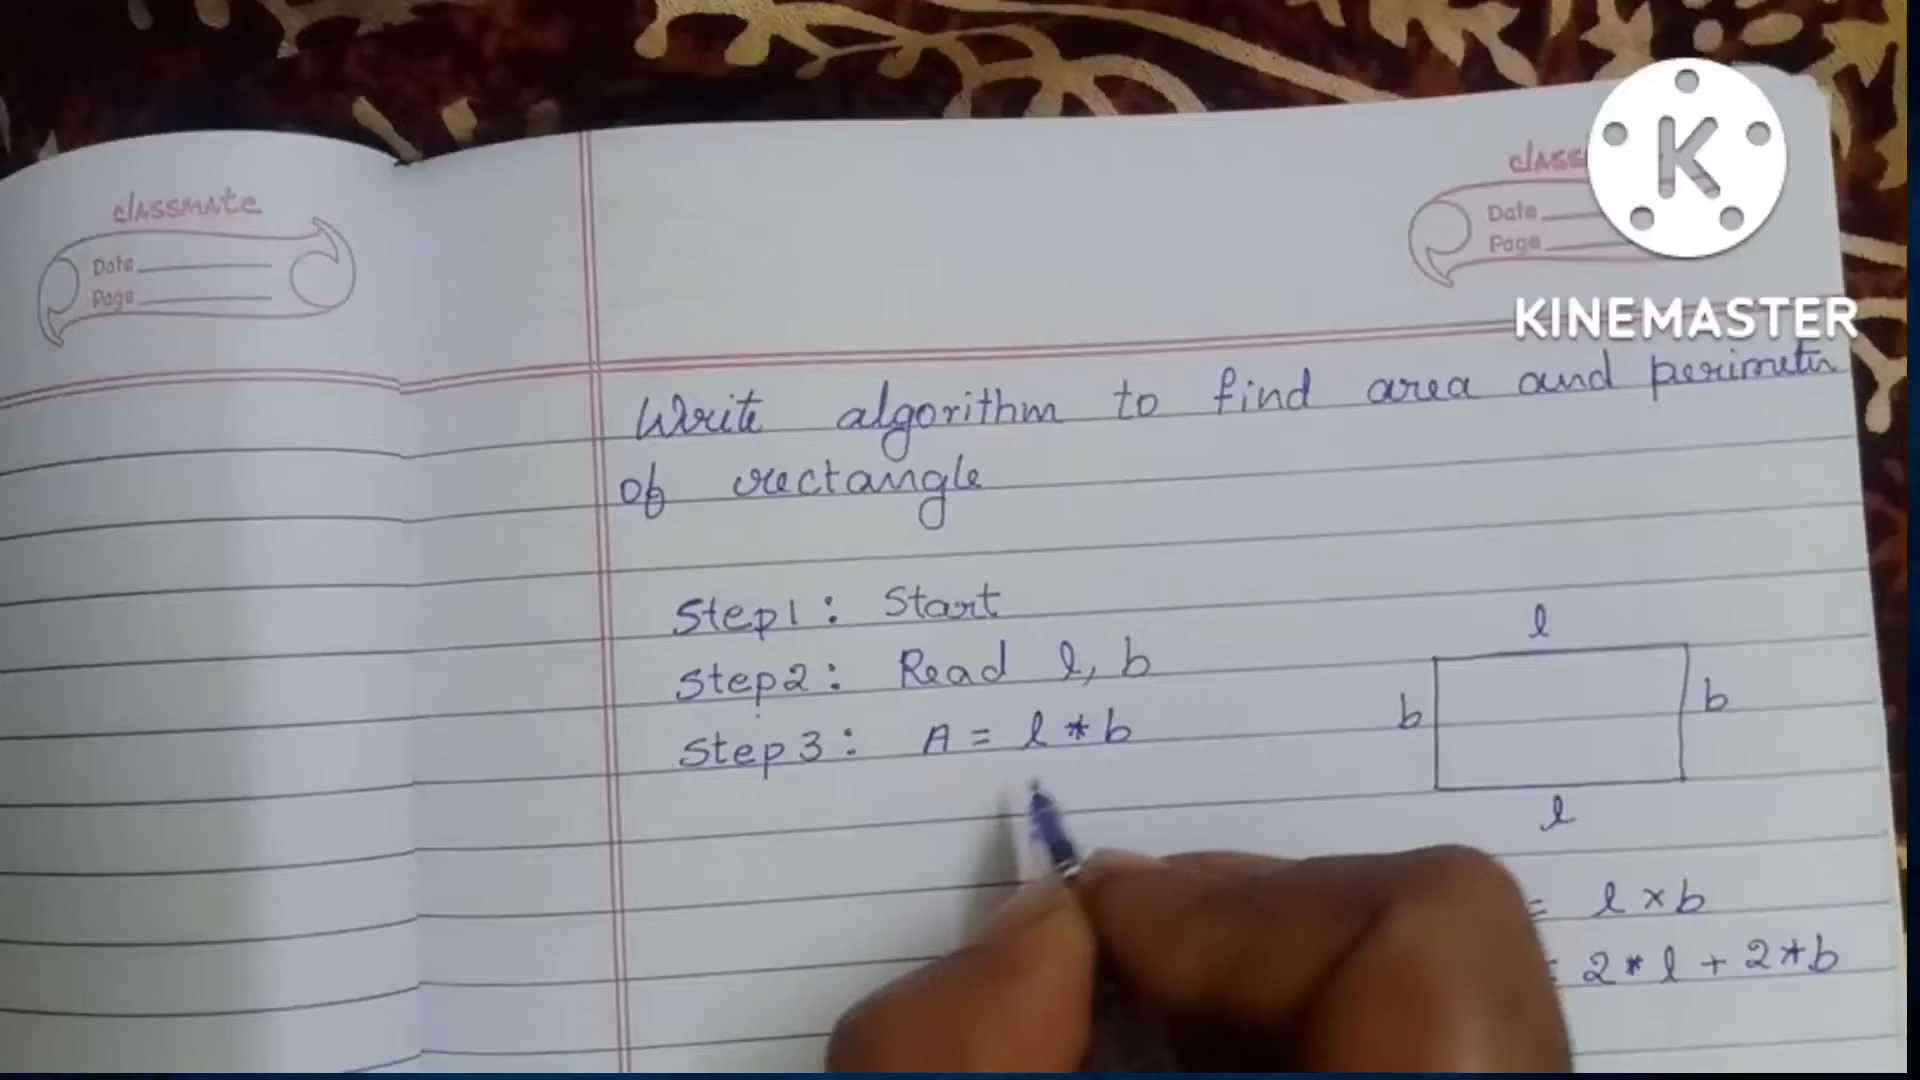 classmate
Date
Page
class
Date
Page
K
KINEMASTER
Write algorithm to find area and perimeter
of rectangle
Step1: Start
Step2: Read l, b
Step3: A = l * b
l
b
b
l
= l × b
= 2 * l + 2 * b